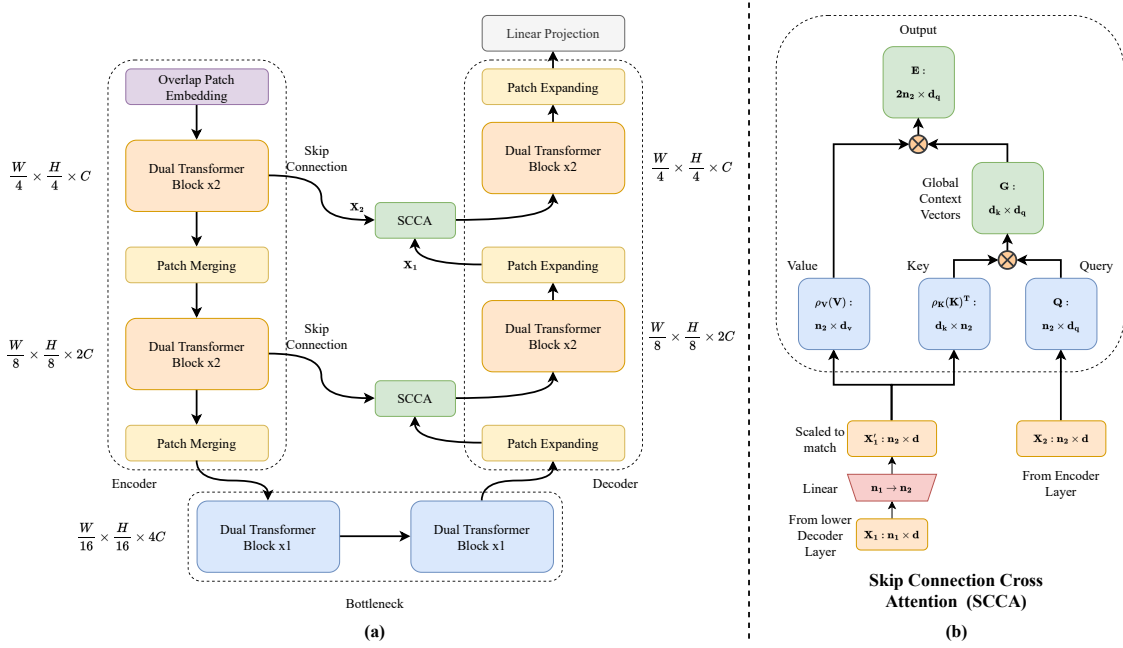 Linear Projection
Overlap Patch
Embedding
Patch Expanding
Dual Transformer
Block x2
Skip
Connection
Dual Transformer
Block x2
W/4 × H/4 × C
W/4 × H/4 × C
X₂
SCCA
X₁
Patch Merging
Patch Expanding
Dual Transformer
Block x2
Skip
Connection
Dual Transformer
Block x2
W/8 × H/8 × 2C
W/8 × H/8 × 2C
SCCA
Patch Merging
Patch Expanding
Encoder
Decoder
W/16 × H/16 × 4C
Dual Transformer
Block x1
Dual Transformer
Block x1
Bottleneck
(a)
Output
E :
2n₂ × d_q
Global
Context
Vectors
G :
d_k × d_q
Value
Key
Query
ρ_V(V) :
n₂ × d_v
ρ_K(K)ᵀ :
d_k × n₂
Q :
n₂ × d_q
Scaled to
match
X′₁ : n₂ × d
X₂ : n₂ × d
From Encoder
Layer
Linear
n₁ → n₂
From lower
Decoder
Layer
X₁ : n₁ × d
Skip Connection Cross
Attention (SCCA)
(b)